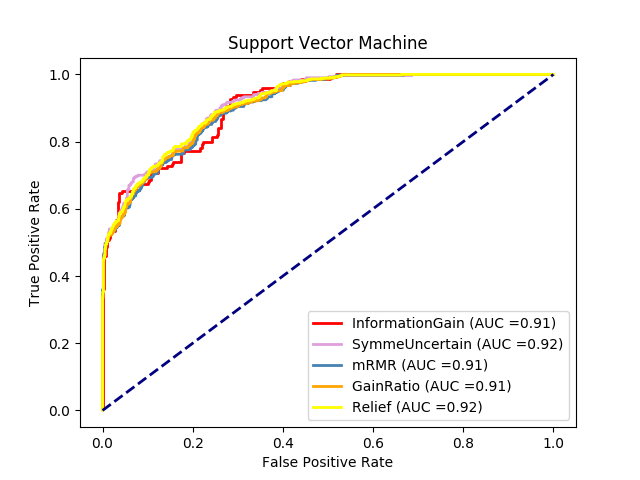 Support Vector Machine
1.0
0.8
0.6
0.4
0.2
0.0
True Positive Rate
InformationGain (AUC =0.91)
SymmeUncertain (AUC =0.92)
mRMR (AUC =0.91)
GainRatio (AUC =0.91)
Relief (AUC =0.92)
0.0 0.2 0.4 0.6 0.8 1.0
False Positive Rate